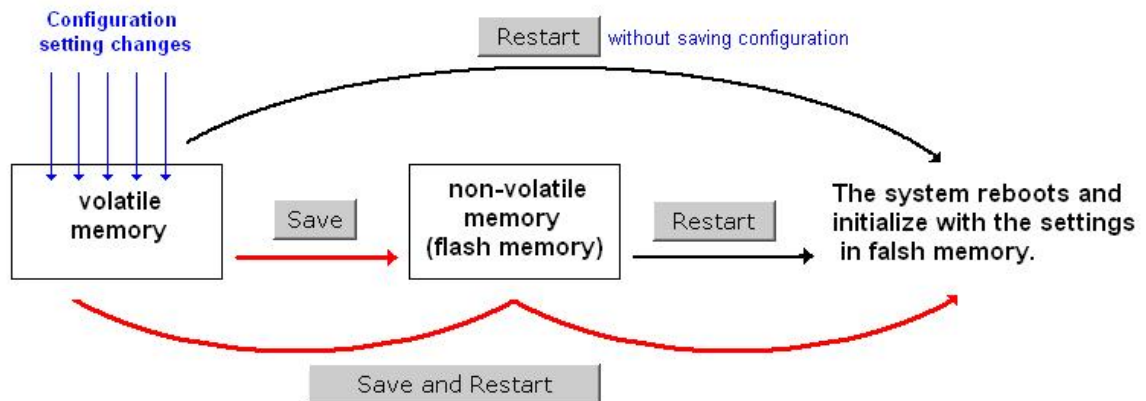 Configuration
setting changes
Restart
without saving configuration
volatile
memory
Save
non-volatile
memory
(flash memory)
Restart
The system reboots and
initialize with the settings
in falsh memory.
Save and Restart